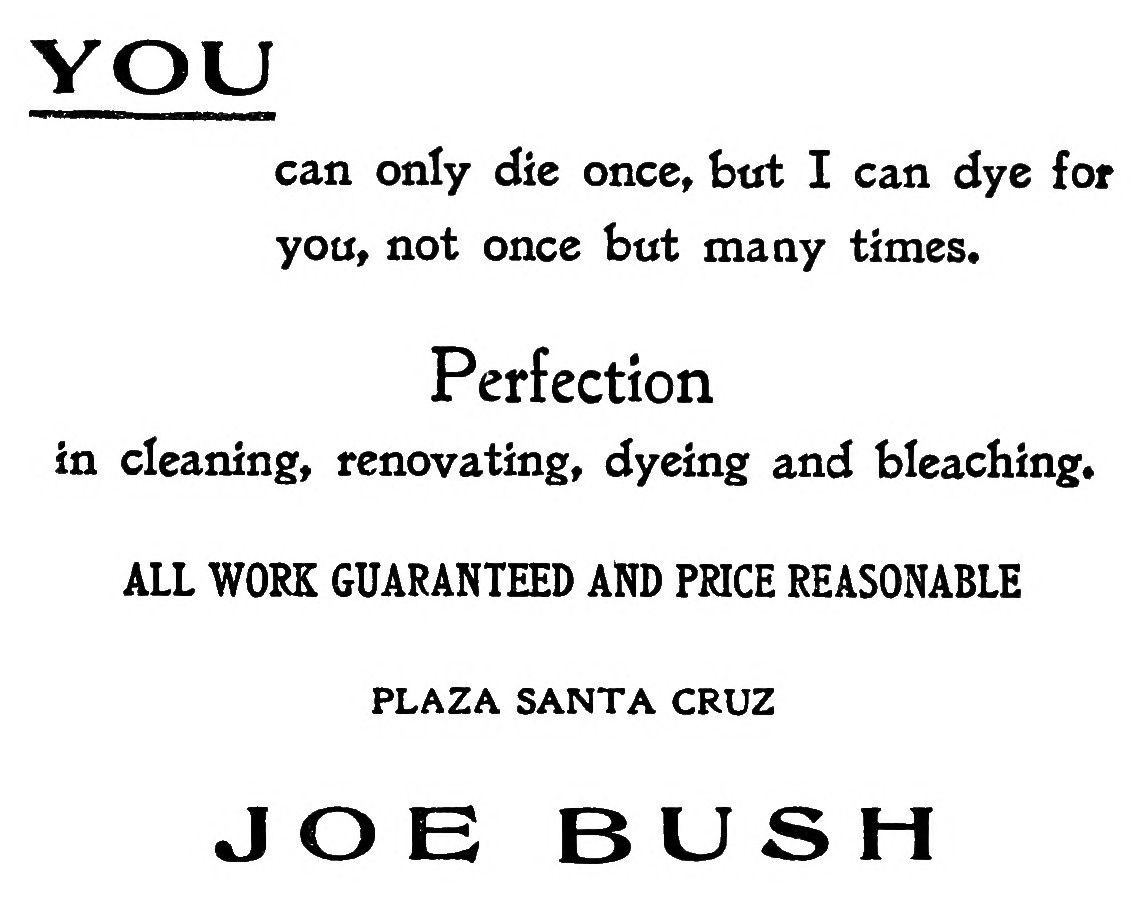 YOU
can only die once, but I can dye for
you, not once but many times.
Perfection
in cleaning, renovating, dyeing and bleaching.
ALL WORK GUARANTEED AND PRICE REASONABLE
PLAZA SANTA CRUZ
JOE BUSH